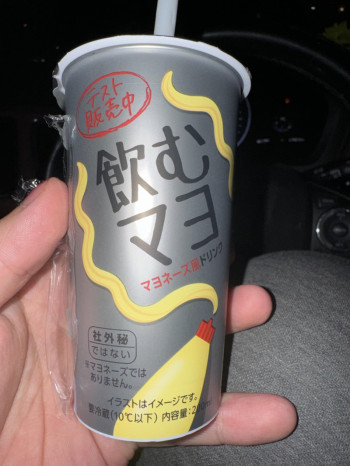 テスト
販売中
飲む
マヨ
マヨネーズ風ドリンク
社外秘
ではない
※マヨネーズでは
ありません。
イラストはイメージです。
要冷蔵(10℃以下) 内容量:2